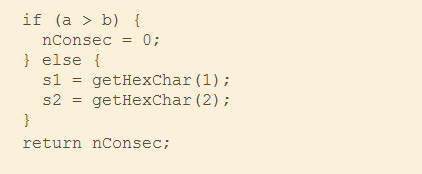 if (a > b) {
  nConsec = 0;
} else {
  s1 = getHexChar(1);
  s2 = getHexChar(2);
}
return nConsec;